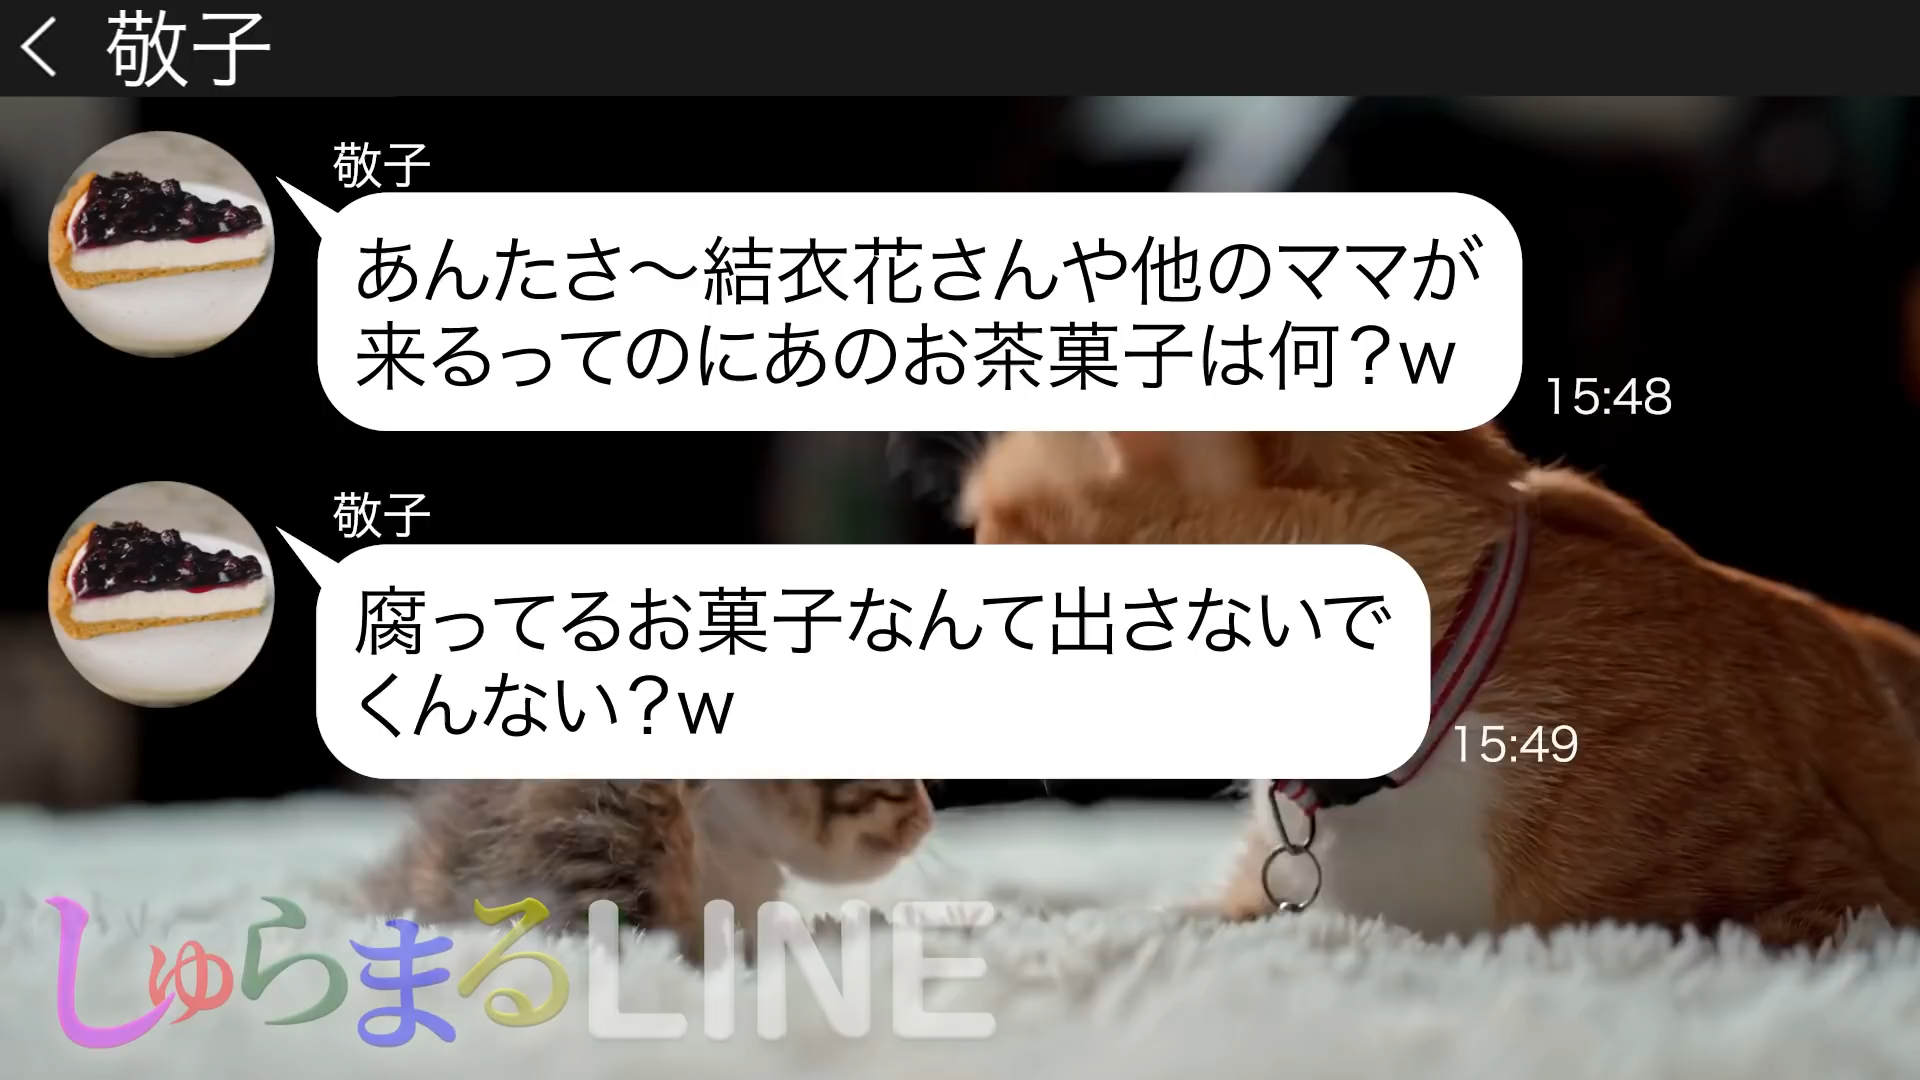 敬子
敬子
あんたさ〜結衣花さんや他のママが
来るってのにあのお茶菓子は何？w
15:48
敬子
腐ってるお菓子なんて出さないで
くんない？w
15:49
しゅらまるLINE